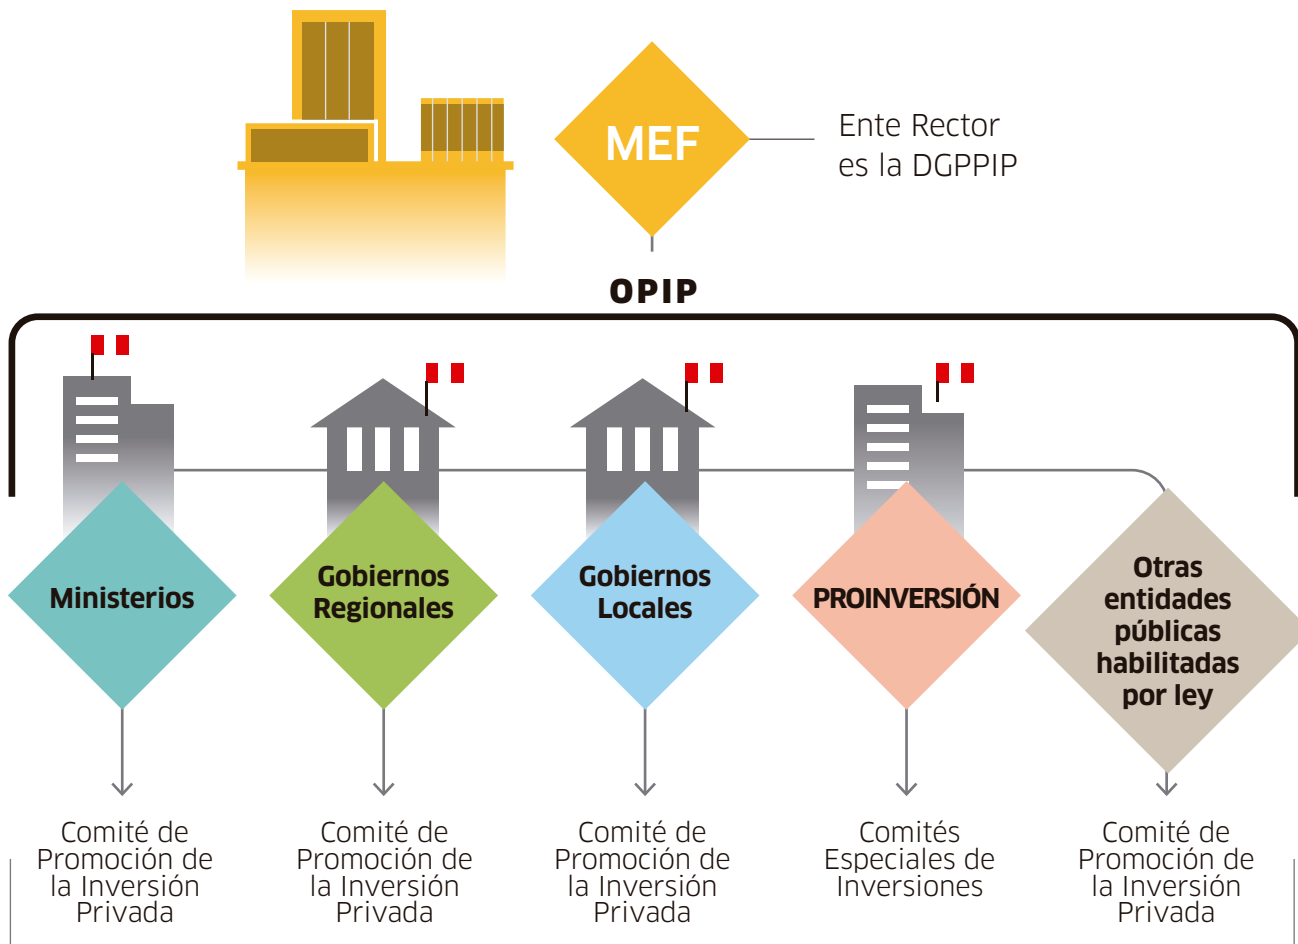 MEF
Ente Rector
es la DGPPIP
OPIP
Ministerios
Gobiernos
Regionales
Gobiernos
Locales
PROINVERSIÓN
Otras
entidades
públicas
habilitadas
por ley
Comité de
Promoción de
la Inversión
Privada
Comité de
Promoción de
la Inversión
Privada
Comité de
Promoción de
la Inversión
Privada
Comités
Especiales de
Inversiones
Comité de
Promoción de
la Inversión
Privada